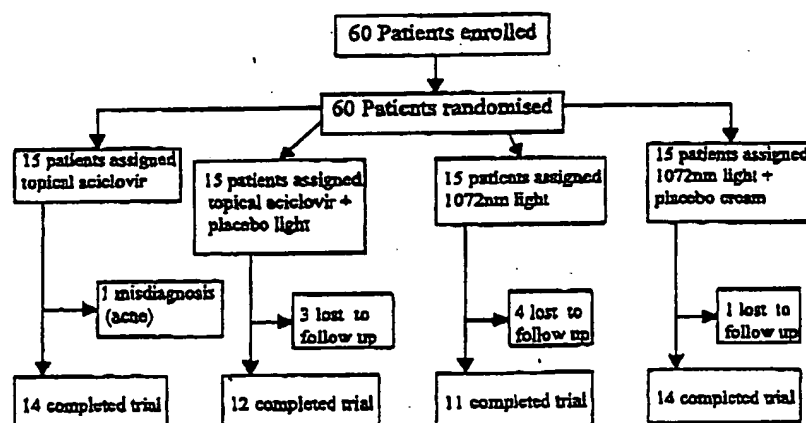 60 Patients enrolled
60 Patients randomised
15 patients assigned
topical aciclovir
15 patients assigned
topical aciclovir +
placebo light
15 patients assigned
1072nm light
15 patients assigned
1072nm light +
placebo cream
1 misdiagnosis
(acne)
3 lost to
follow up
4 lost to
follow up
1 lost to
follow up
14 completed trial
12 completed trial
11 completed trial
14 completed trial